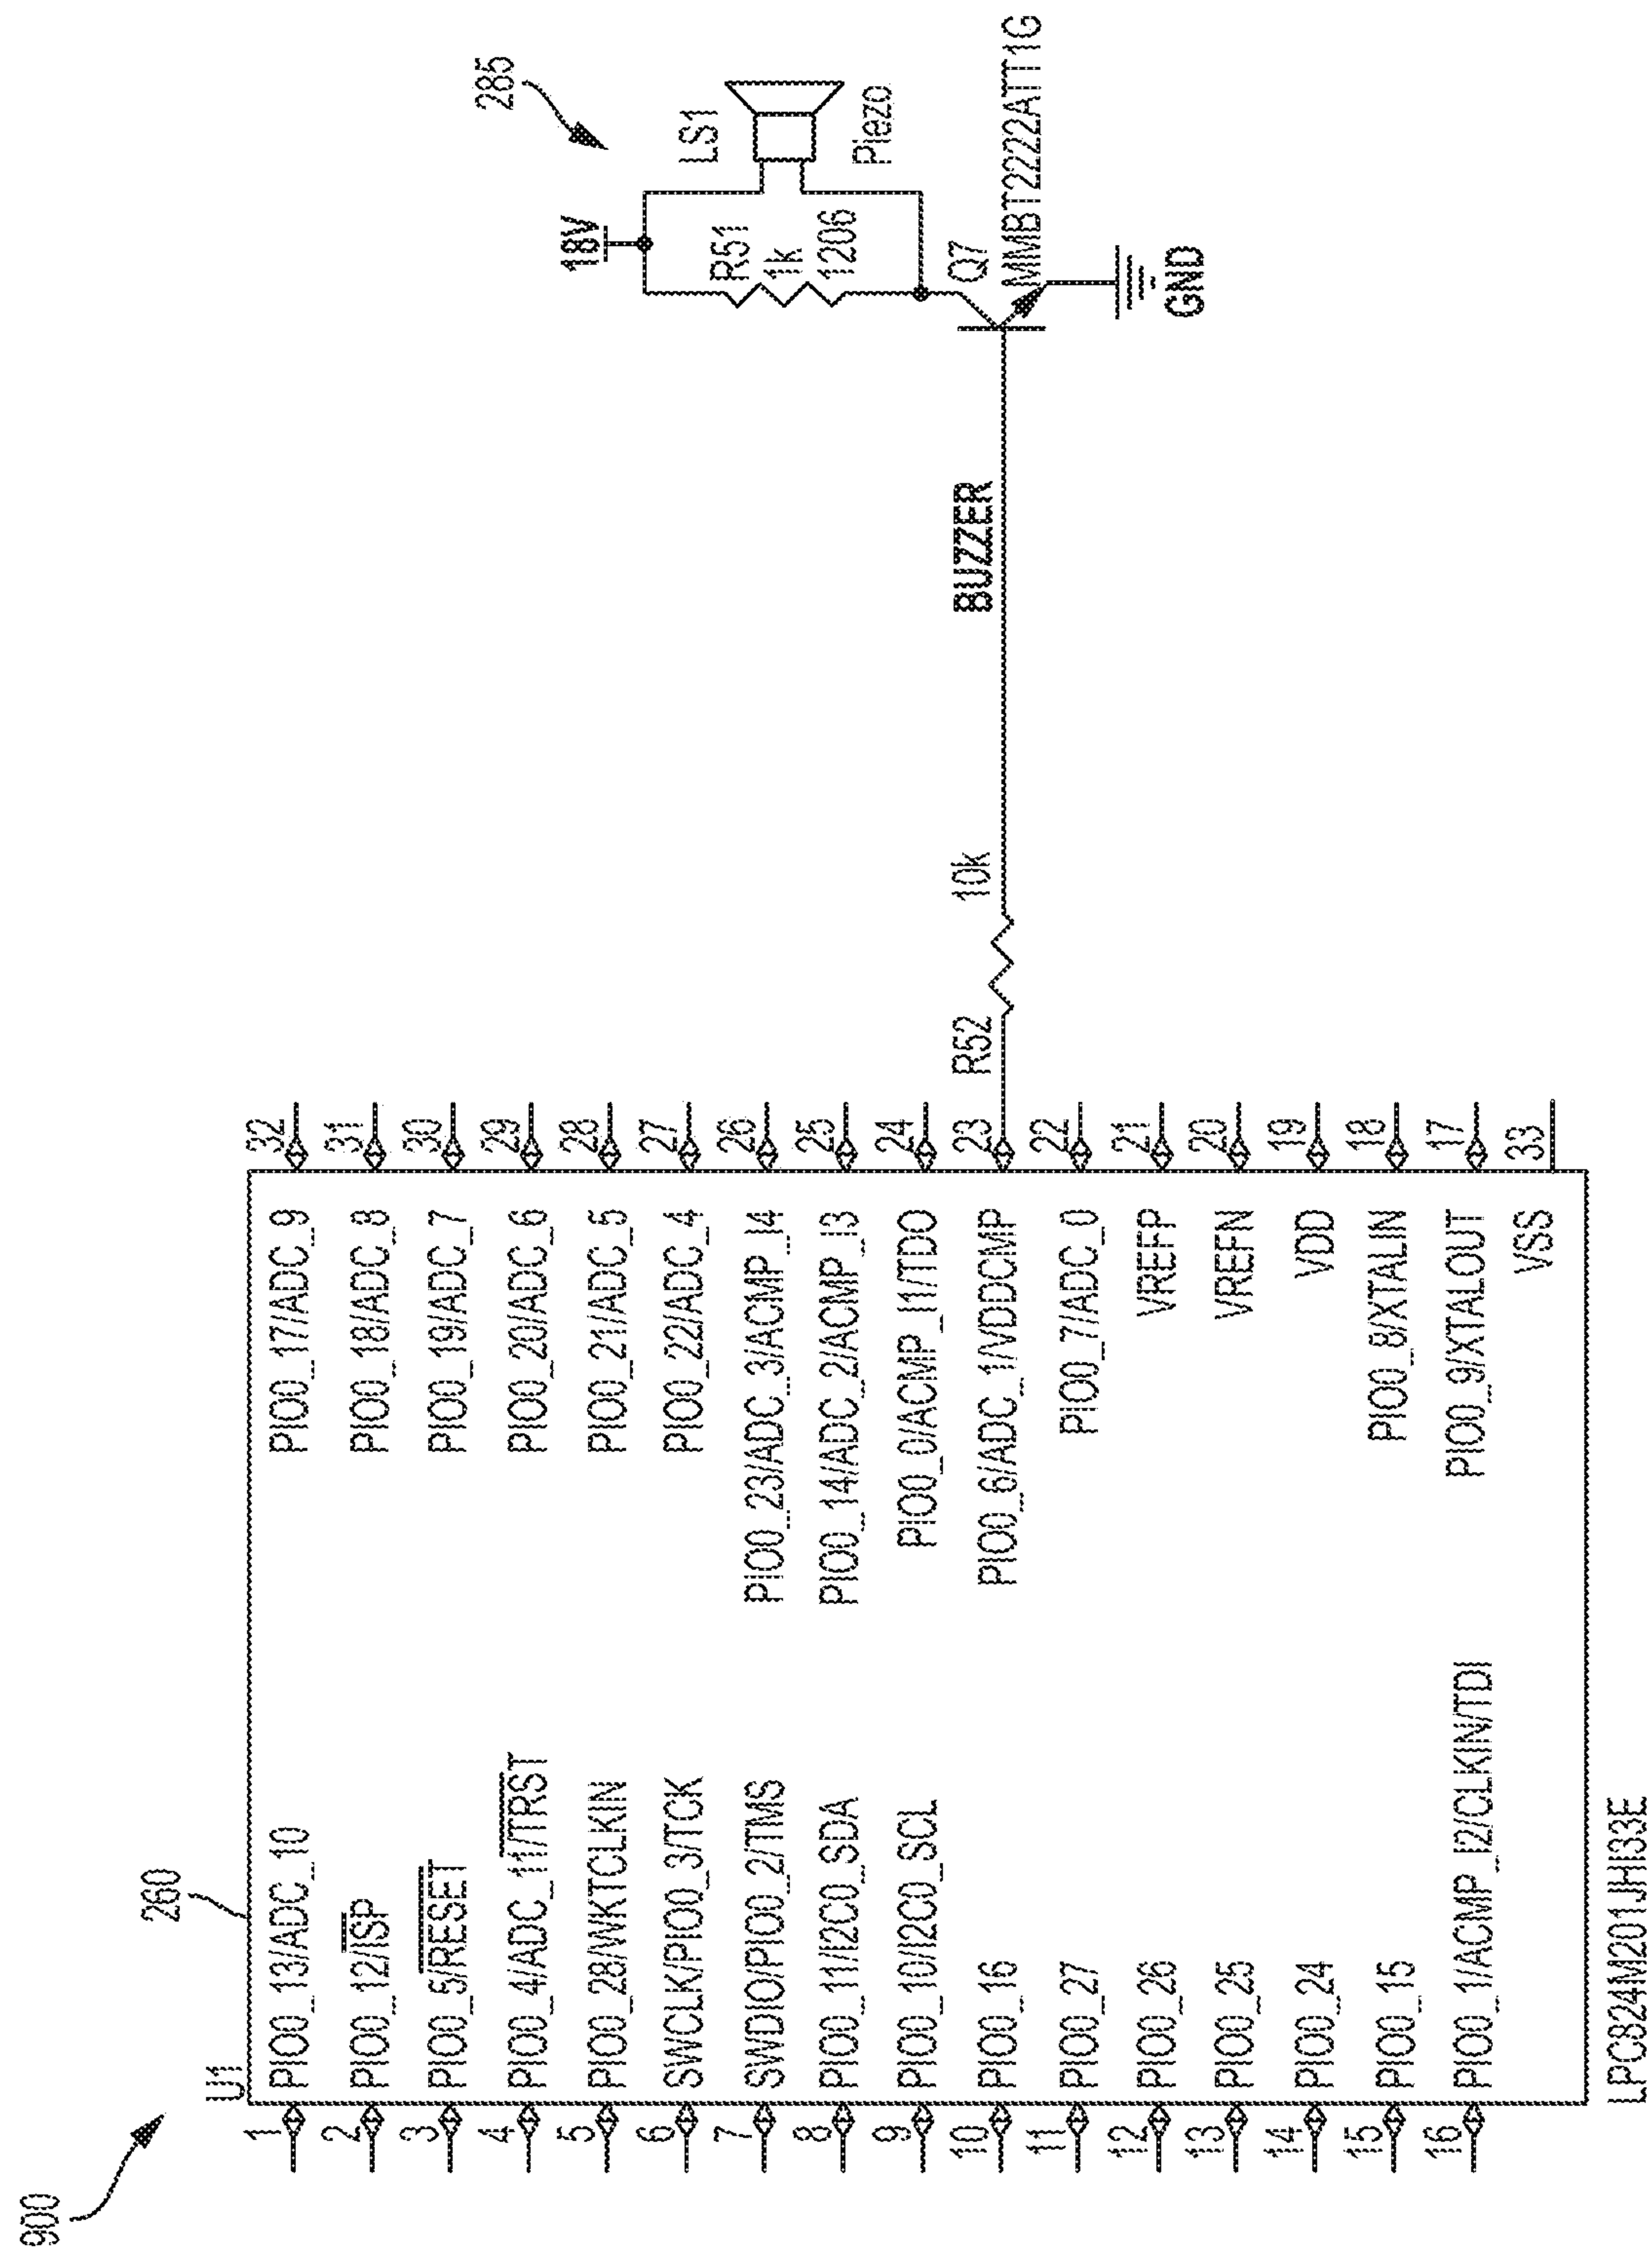 900
260
U1
1 PIO0_13/ADC_10 PIO0_17/ADC_9 32
2 PIO0_12/ISP PIO0_18/ADC_8 31
3 PIO0_5/RESET PIO0_19/ADC_7 30
4 PIO0_4/ADC_11/TRST PIO0_20/ADC_6 29
5 PIO0_28/WKTCLKIN PIO0_21/ADC_5 28
6 SWCLK/PIO0_3/TCK PIO0_22/ADC_4 27
7 SWDIO/PIO0_2/TMS PIO0_23/ADC_3/ACMP_I4 26
8 PIO0_11/I2C0_SDA PIO0_14/ADC_2/ACMP_I3 25
9 PIO0_10/I2C0_SCL PIO0_0/ACMP_I1/TDO 24
10 PIO0_16 PIO0_6/ADC_1/VDDCMP 23
11 PIO0_27 PIO0_7/ADC_0 22
12 PIO0_26 VREFP 21
13 PIO0_25 VREFN 20
14 PIO0_24 VDD 19
15 PIO0_15 PIO0_8/XTALIN 18
16 PIO0_1/ACMP_I2/CLKIN/TDI PIO0_9/XTALOUT 17
VSS 33
LPC824M201JHI33E
R52 10k
BUZZER
285
18V
LS1
R51
1k
1206
Piezo
Q7
MMBT2222ATT1G
GND